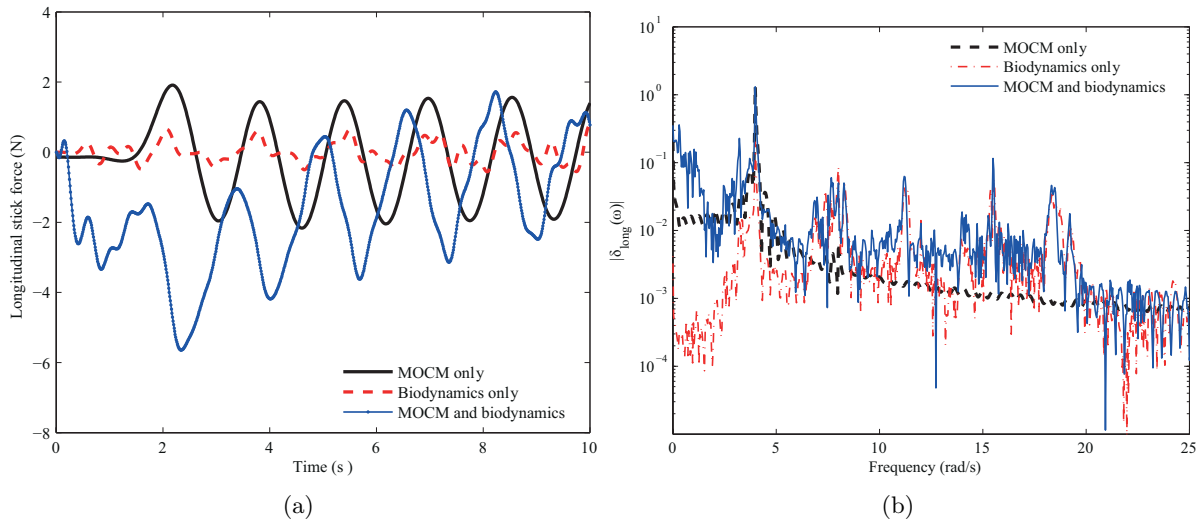 4
2
0
−2
−4
−6
−8
0
2
4
6
8
10
Longitudinal stick force (N)
Time (s )
MOCM only
Biodynamics only
MOCM and biodynamics
(a)
10^1
10^0
10^−1
10^−2
10^−3
10^−4
0
5
10
15
20
25
|δ_long (ω)|
Frequency (rad/s)
MOCM only
Biodynamics only
MOCM and biodynamics
(b)